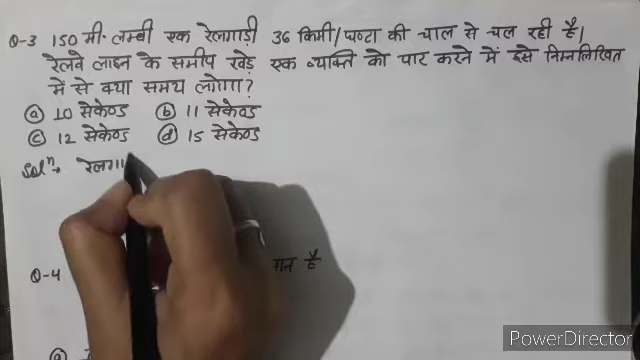 Q-3 150 मी. लम्बी एक रेलगाड़ी 36 किमी/घण्टा की चाल से चल रही है।
रेलवे लाइन के समीप खड़े एक व्यक्ति को पार करने में इसे निम्नलिखित
में से क्या समय लगेगा?
(a) 10 सेकेण्ड (b) 11 सेकेण्ड
(c) 12 सेकेण्ड (d) 15 सेकेण्ड
Solⁿ→ रेलगा
Q-4 है
(a)
PowerDirector